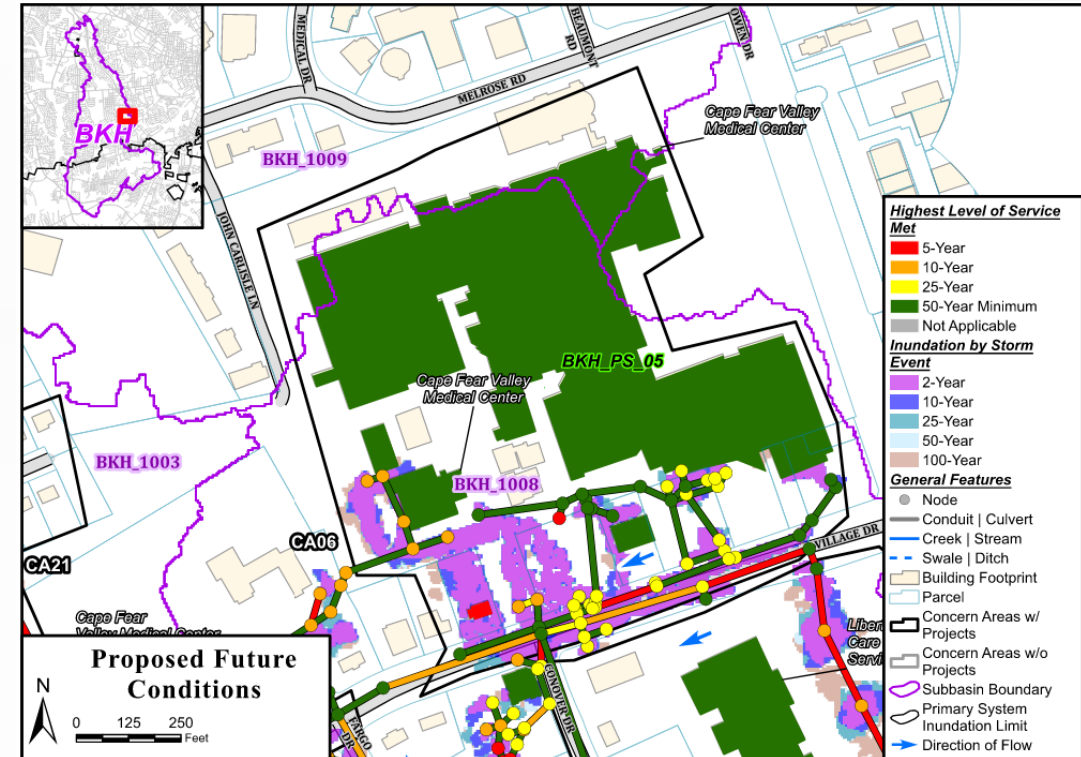 BKH
MEDICAL DR
BEAUMONT
RD
OWEN DR
MELROSE RD
Cape Fear Valley
Medical Center
BKH_1009
JOHN CARLISLE LN
BKH_PS_05
Cape Fear Valley
Medical Center
BKH_1003
BKH_1008
CA06
CA21
VILLAGE DR
Cape Fear
Valley Medical Center
CONOVER DR
FARGO
DR
Care
Proposed Future
Conditions
N
0 125 250
Feet
Highest Level of Service
Met
5-Year
10-Year
25-Year
50-Year Minimum
Not Applicable
Inundation by Storm
Event
2-Year
10-Year
25-Year
50-Year
100-Year
General Features
Node
Conduit | Culvert
Creek | Stream
Swale | Ditch
Building Footprint
Parcel
Concern Areas w/
Projects
Concern Areas w/o
Projects
Subbasin Boundary
Primary System
Inundation Limit
Direction of Flow